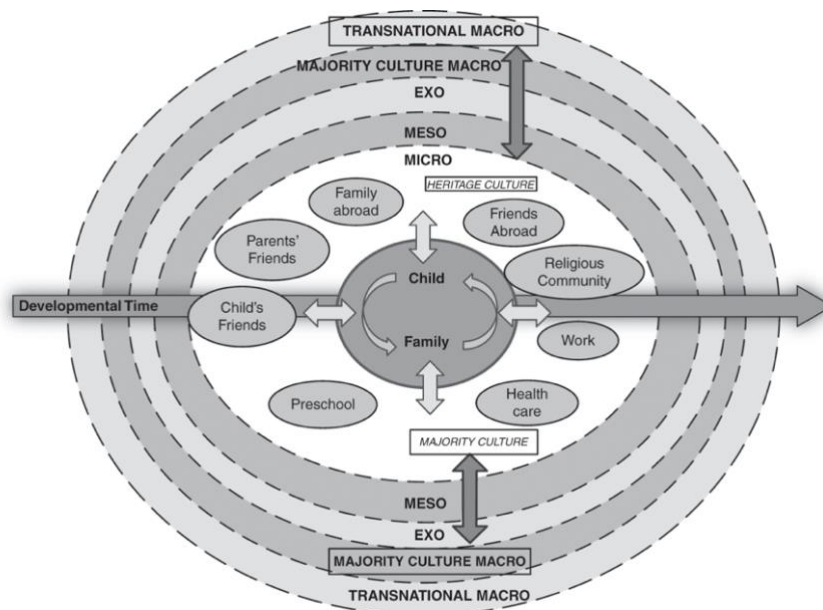 TRANSNATIONAL MACRO
MAJORITY CULTURE MACRO
EXO
MESO
MICRO
HERITAGE CULTURE
Family
abroad
Friends
Abroad
Parents'
Friends
Religious
Community
Child
Developmental Time
Child's
Friends
Family
Work
Preschool
Health
care
MAJORITY CULTURE
MESO
EXO
MAJORITY CULTURE MACRO
TRANSNATIONAL MACRO